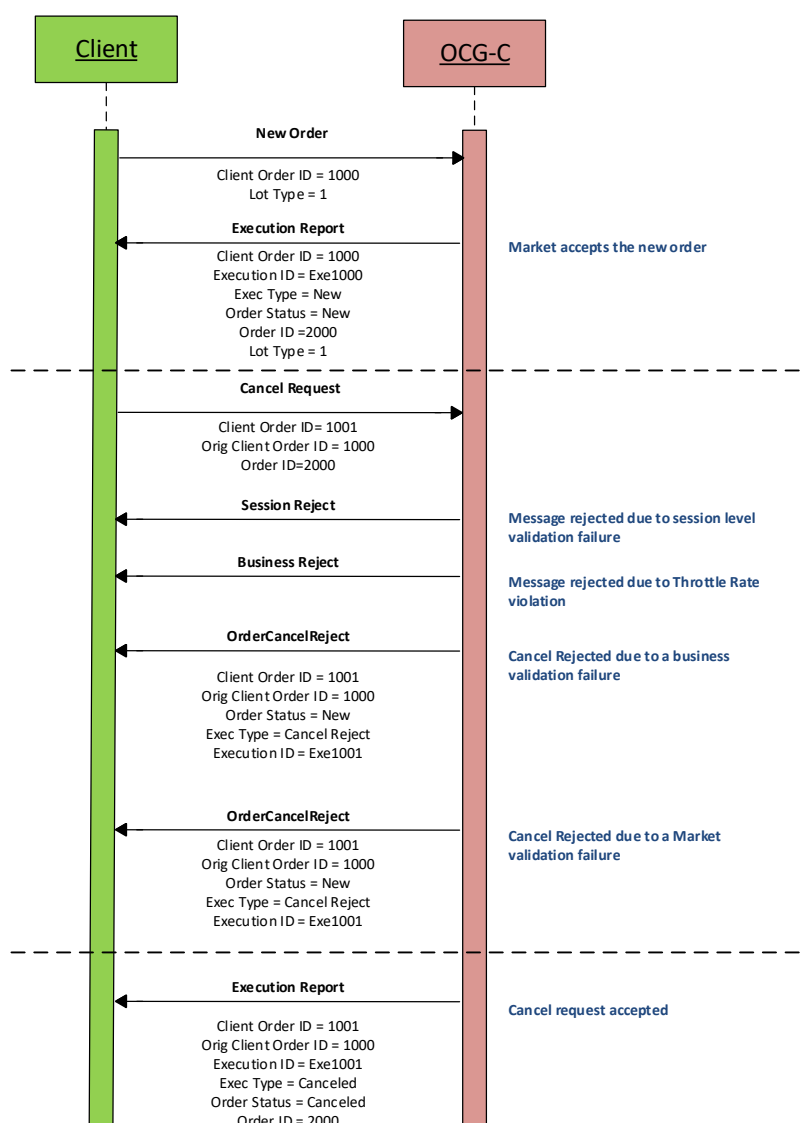 Client
OCG-C
New Order
Client Order ID = 1000
Lot Type = 1
Execution Report
Market accepts the new order
Client Order ID = 1000
Execution ID = Exe1000
Exec Type = New
Order Status = New
Order ID =2000
Lot Type = 1
Cancel Request
Client Order ID= 1001
Orig Client Order ID = 1000
Order ID=2000
Session Reject
Message rejected due to session level
validation failure
Business Reject
Message rejected due to Throttle Rate
violation
OrderCancelReject
Cancel Rejected due to a business
validation failure
Client Order ID = 1001
Orig Client Order ID = 1000
Order Status = New
Exec Type = Cancel Reject
Execution ID = Exe1001
OrderCancelReject
Cancel Rejected due to a Market
validation failure
Client Order ID = 1001
Orig Client Order ID = 1000
Order Status = New
Exec Type = Cancel Reject
Execution ID = Exe1001
Execution Report
Cancel request accepted
Client Order ID = 1001
Orig Client Order ID = 1000
Execution ID = Exe1001
Exec Type = Canceled
Order Status = Canceled
Order ID = 2000